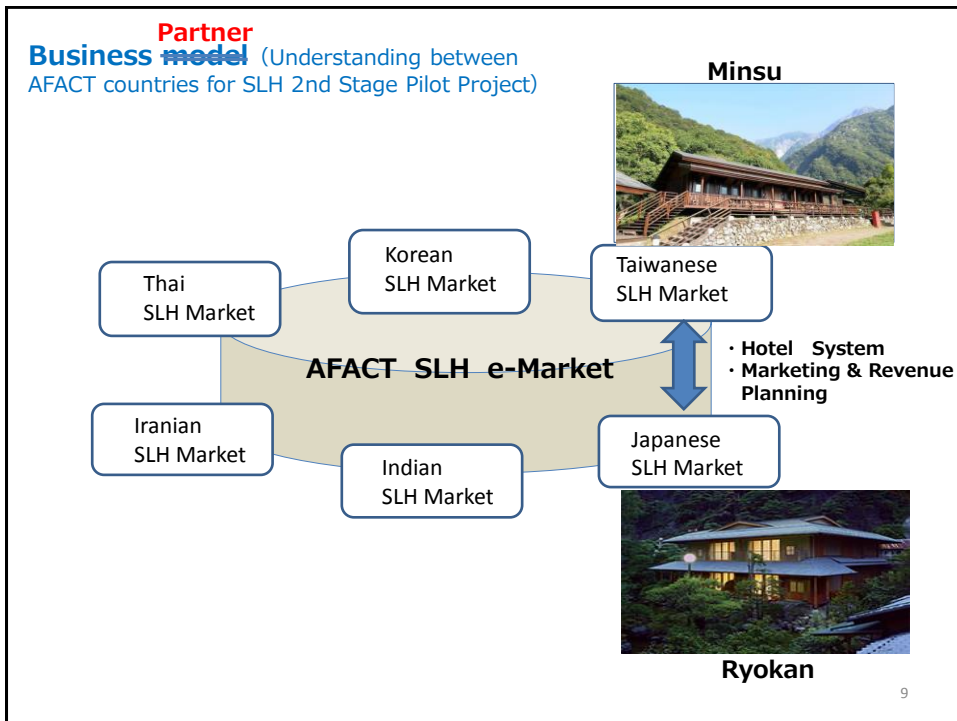 Partner
Business model（Understanding between
AFACT countries for SLH 2nd Stage Pilot Project）
Minsu
Korean
SLH Market
Taiwanese
SLH Market
Thai
SLH Market
AFACT SLH e-Market
・Hotel　System
・Marketing & Revenue
Planning
Iranian
SLH Market
Indian
SLH Market
Japanese
SLH Market
Ryokan
9